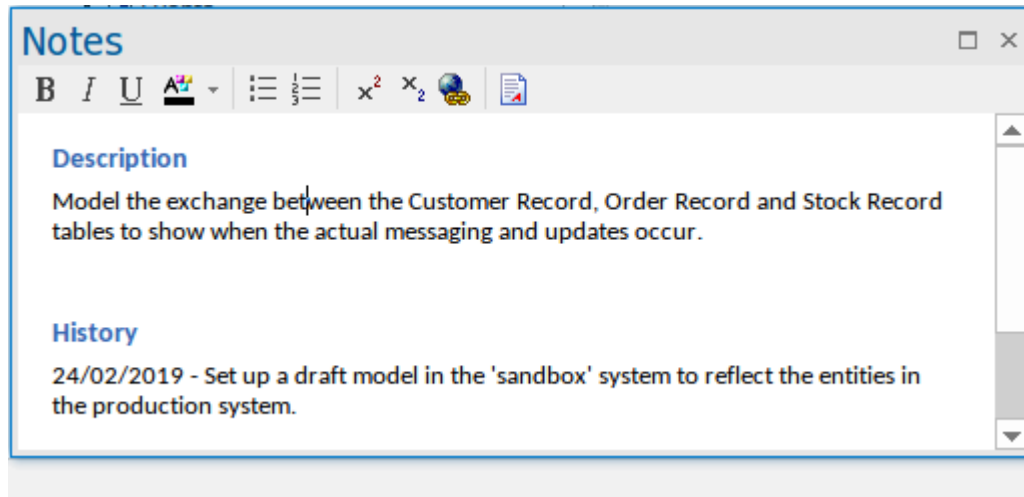 Notes
B I U A
x² x₂
Description
Model the exchange between the Customer Record, Order Record and Stock Record
tables to show when the actual messaging and updates occur.
History
24/02/2019 - Set up a draft model in the 'sandbox' system to reflect the entities in
the production system.